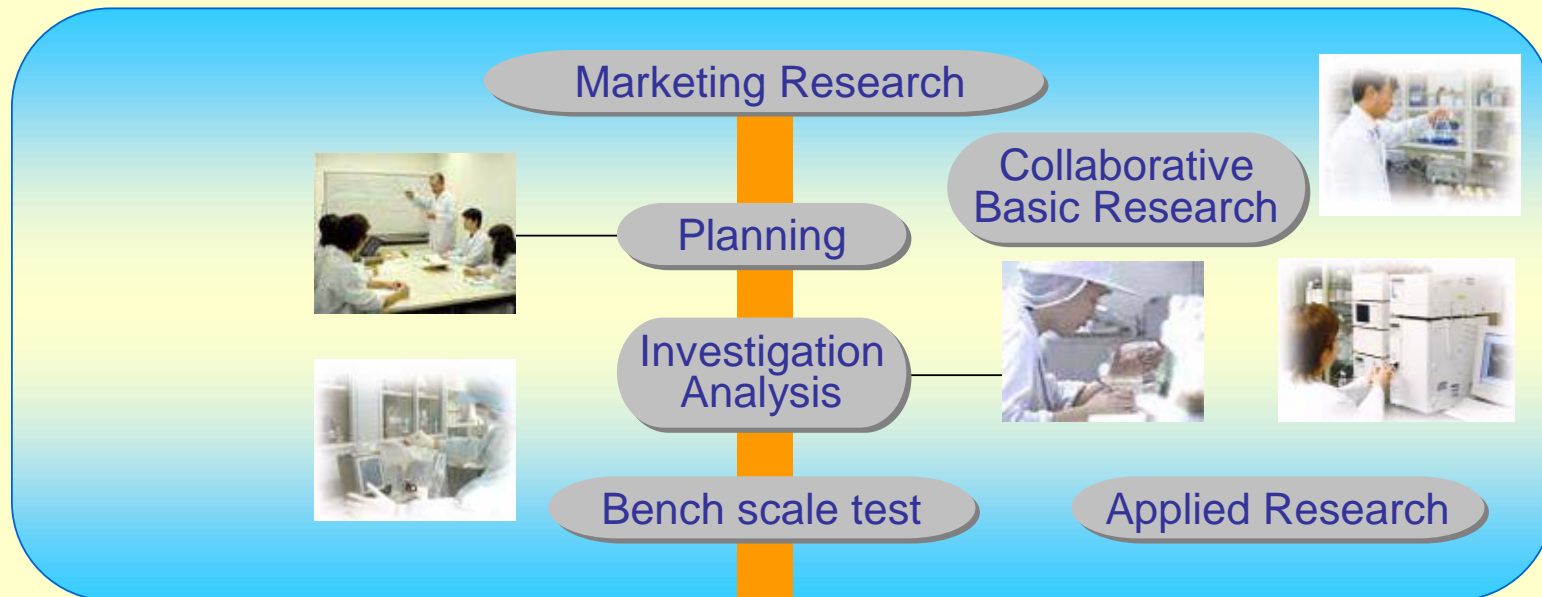 Marketing Research
Collaborative
Basic Research
Planning
Investigation
Analysis
Bench scale test
Applied Research